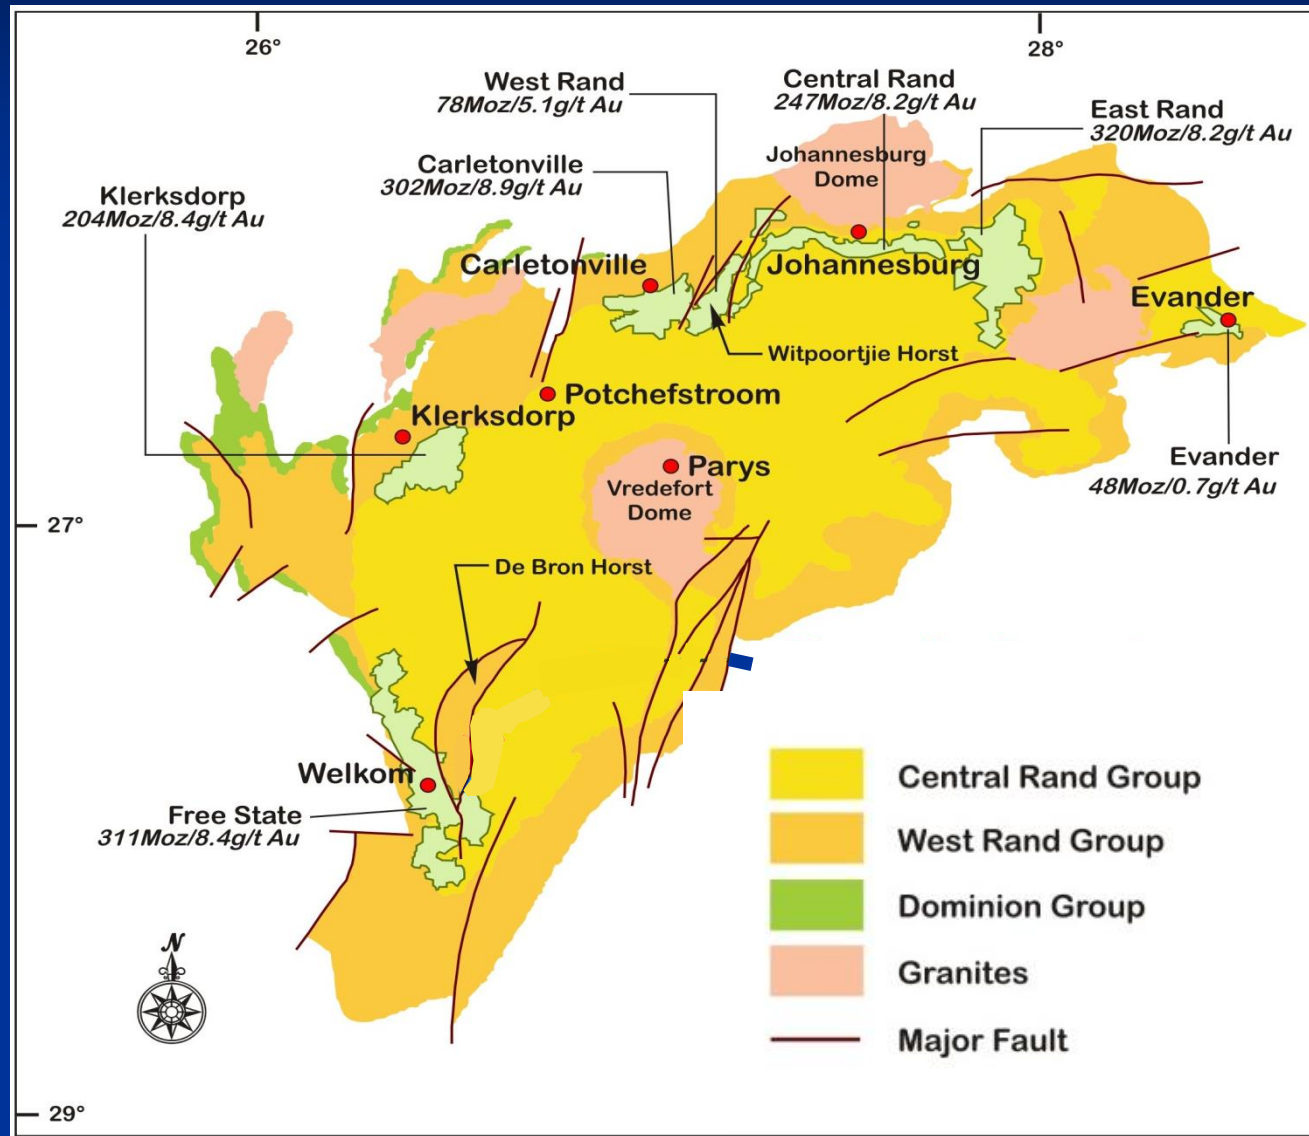 26°
28°
West Rand
78Moz/5.1g/t Au
Central Rand
247Moz/8.2g/t Au
East Rand
320Moz/8.2g/t Au
Carletonville
302Moz/8.9g/t Au
Johannesburg
Dome
Klerksdorp
204Moz/8.4g/t Au
Carletonville
Johannesburg
Evander
Witpoortjie Horst
Potchefstroom
Klerksdorp
Parys
Evander
48Moz/0.7g/t Au
Vredefort
Dome
27°
De Bron Horst
Welkom
Free State
311Moz/8.4g/t Au
Central Rand Group
West Rand Group
Dominion Group
Granites
Major Fault
N
29°